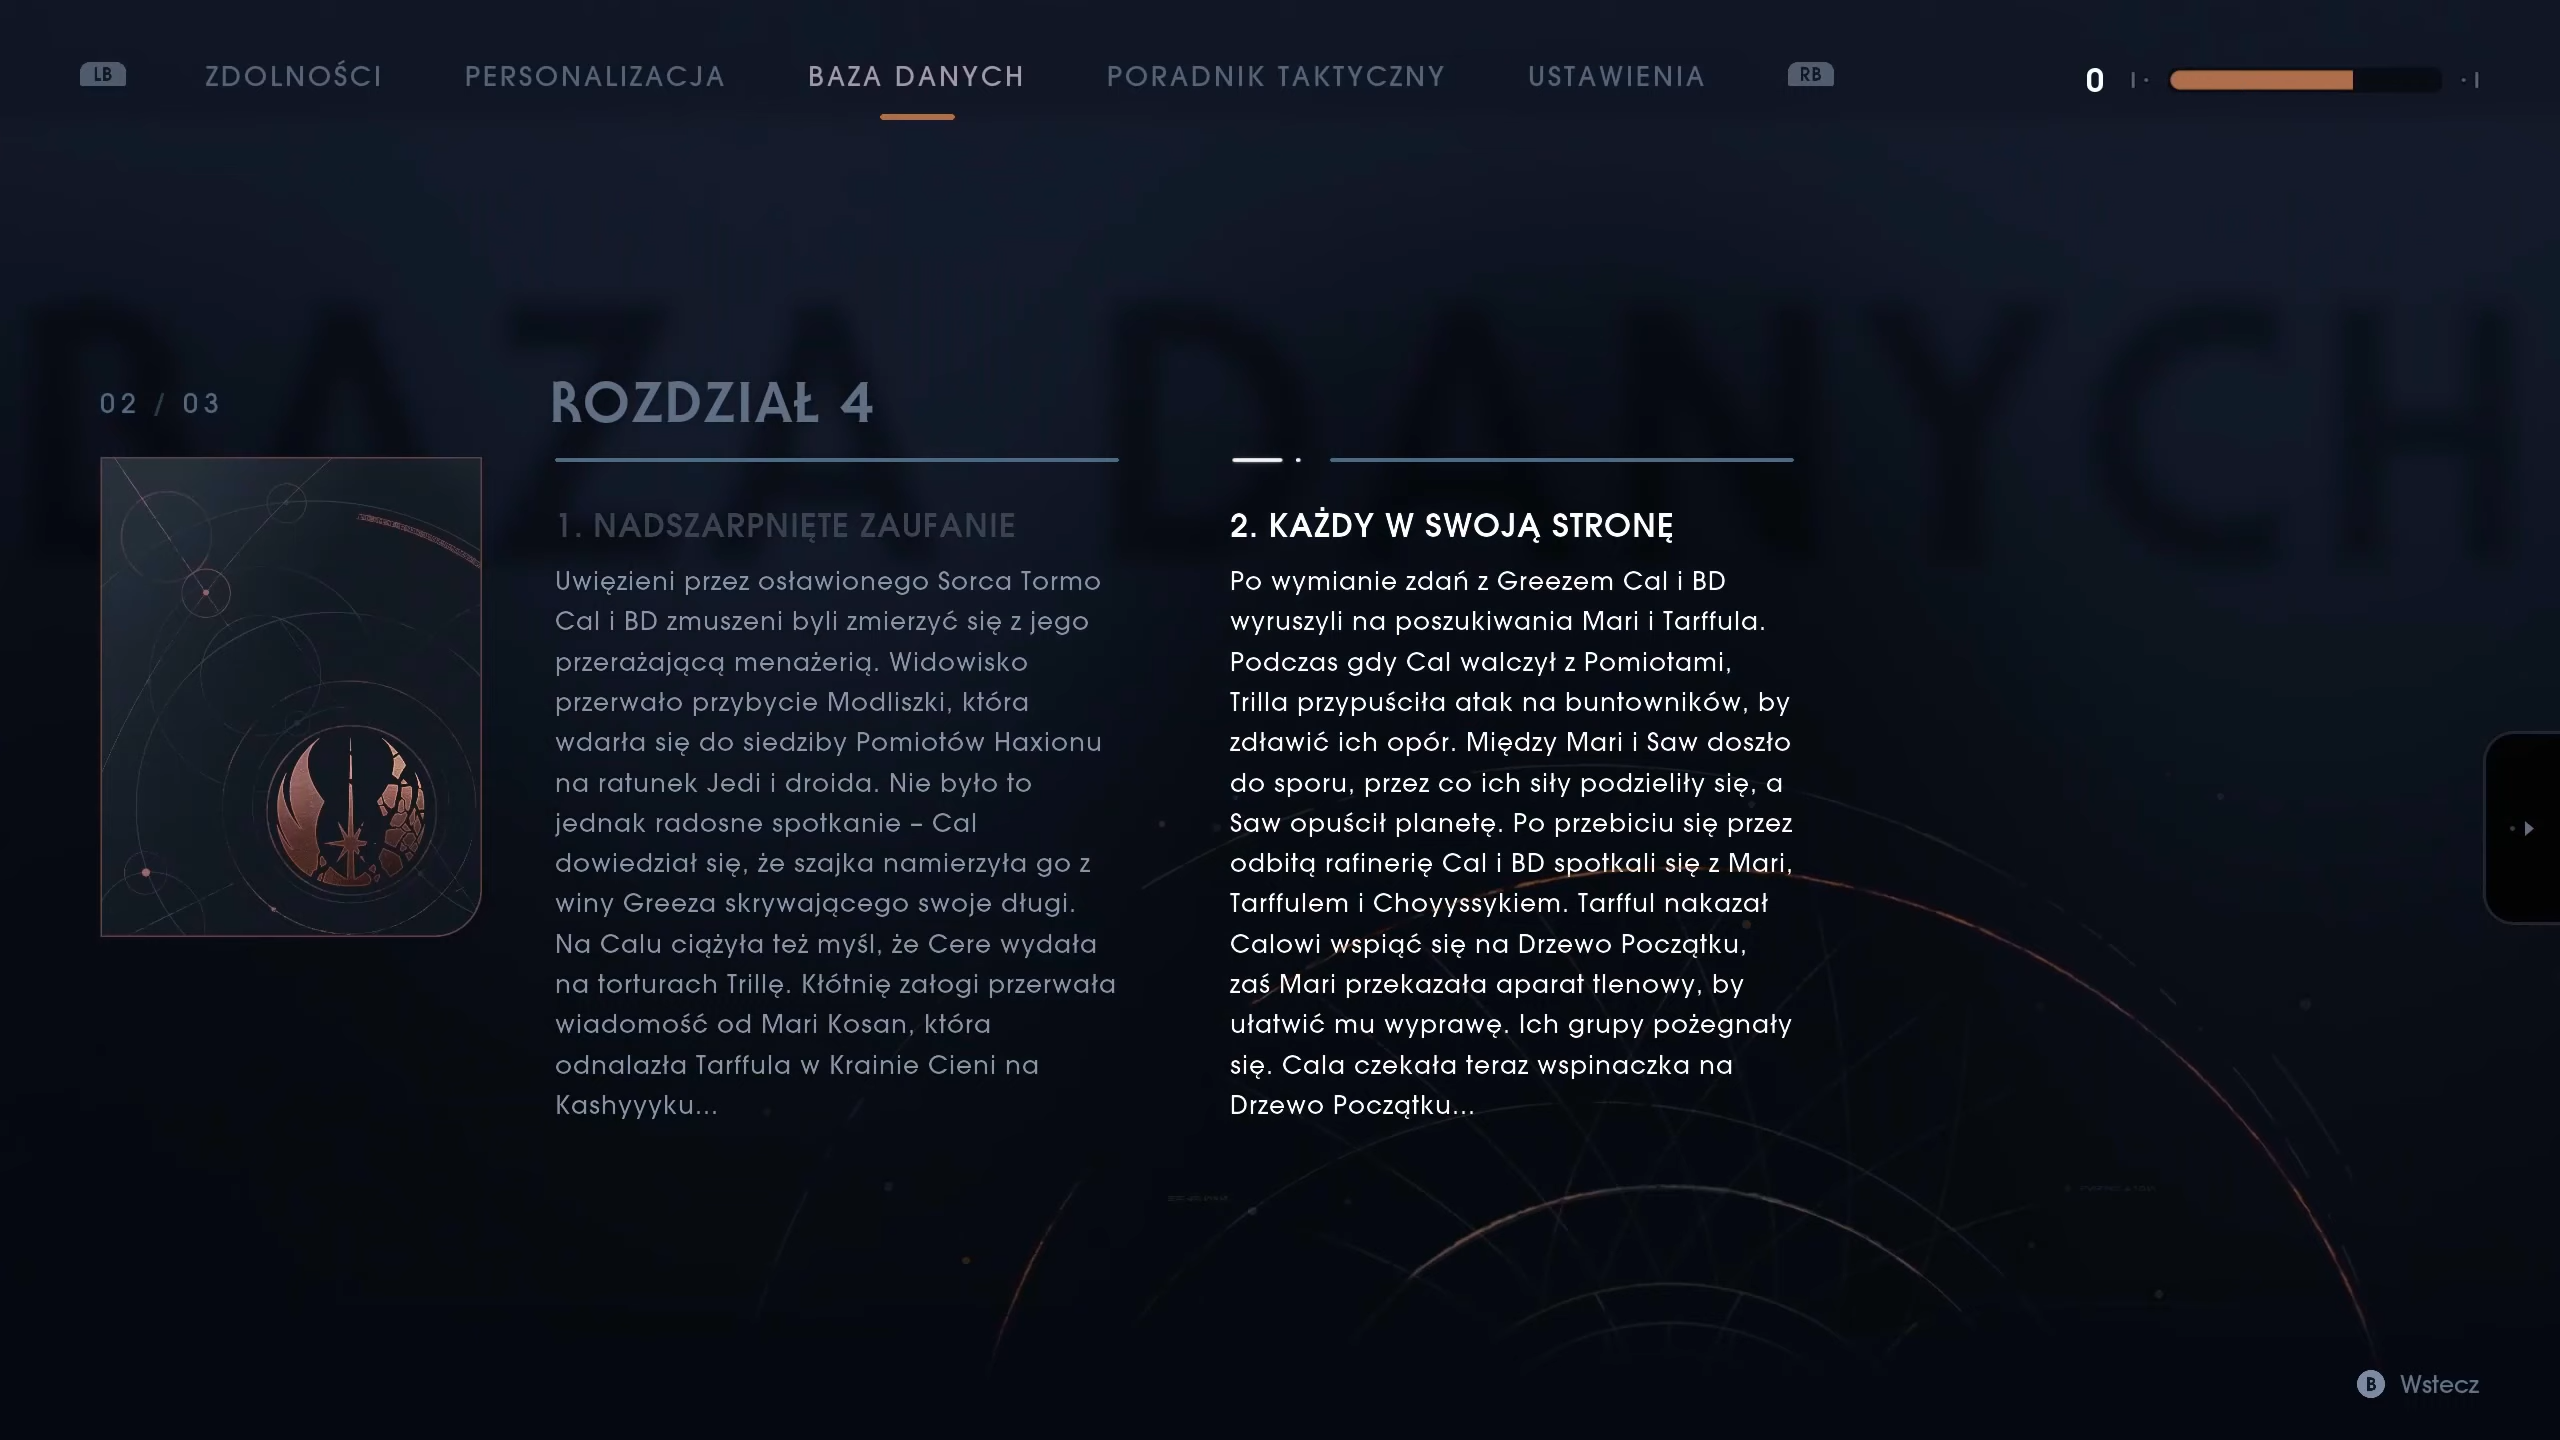 LB ZDOLNOŚCI PERSONALIZACJA BAZA DANYCH PORADNIK TAKTYCZNY USTAWIENIA RB 0
BAZA DANYCH
02 / 03
ROZDZIAŁ 4
1. NADSZARPNIĘTE ZAUFANIE
Uwięzieni przez osławionego Sorca Tormo
Cal i BD zmuszeni byli zmierzyć się z jego
przerażającą menażerią. Widowisko
przerwało przybycie Modliszki, która
wdarła się do siedziby Pomiotów Haxionu
na ratunek Jedi i droida. Nie było to
jednak radosne spotkanie – Cal
dowiedział się, że szajka namierzyła go z
winy Greeza skrywającego swoje długi.
Na Calu ciążyła też myśl, że Cere wydała
na torturach Trillę. Kłótnię załogi przerwała
wiadomość od Mari Kosan, która
odnalazła Tarffula w Krainie Cieni na
Kashyyyku...
2. KAŻDY W SWOJĄ STRONĘ
Po wymianie zdań z Greezem Cal i BD
wyruszyli na poszukiwania Mari i Tarffula.
Podczas gdy Cal walczył z Pomiotami,
Trilla przypuściła atak na buntowników, by
zdławić ich opór. Między Mari i Saw doszło
do sporu, przez co ich siły podzieliły się, a
Saw opuścił planetę. Po przebiciu się przez
odbitą rafinerię Cal i BD spotkali się z Mari,
Tarffulem i Choyyssykiem. Tarfful nakazał
Calowi wspiąć się na Drzewo Początku,
zaś Mari przekazała aparat tlenowy, by
ułatwić mu wyprawę. Ich grupy pożegnały
się. Cala czekała teraz wspinaczka na
Drzewo Początku...
B Wstecz